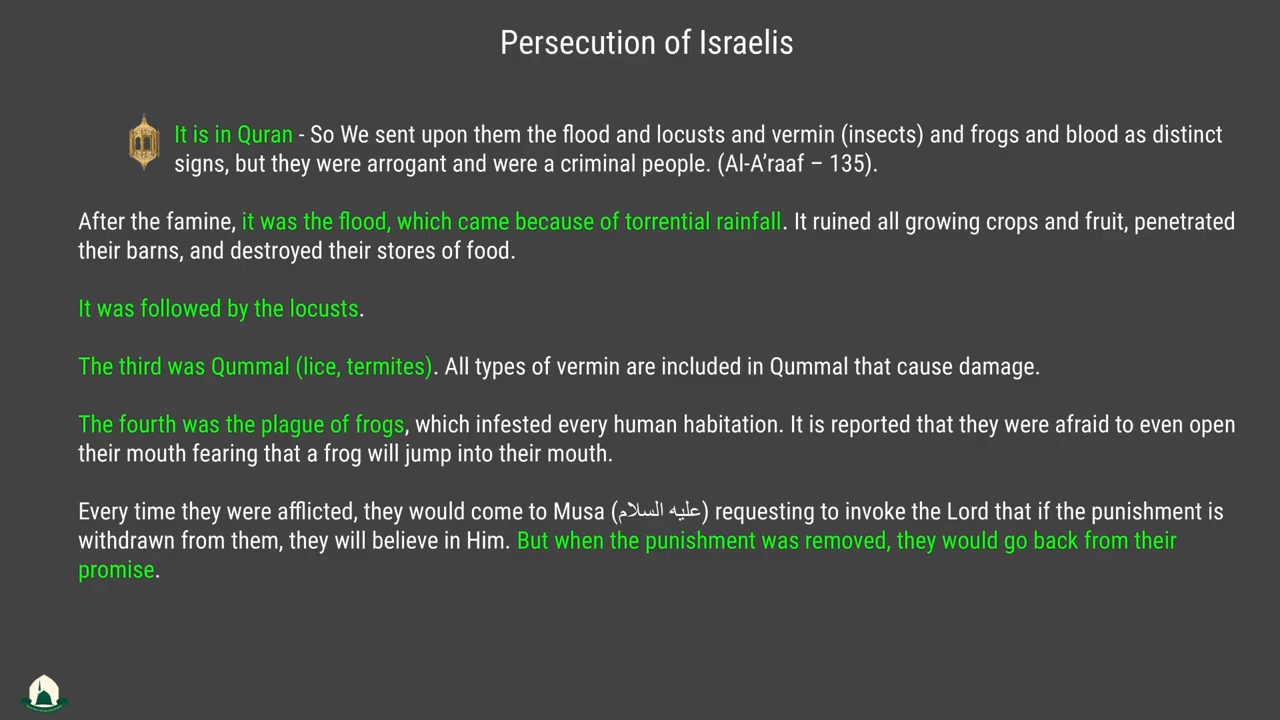 Persecution of Israelis
It is in Quran - So We sent upon them the flood and locusts and vermin (insects) and frogs and blood as distinct
signs, but they were arrogant and were a criminal people. (Al-A’raaf – 135).
After the famine, it was the flood, which came because of torrential rainfall. It ruined all growing crops and fruit, penetrated
their barns, and destroyed their stores of food.
It was followed by the locusts.
The third was Qummal (lice, termites). All types of vermin are included in Qummal that cause damage.
The fourth was the plague of frogs, which infested every human habitation. It is reported that they were afraid to even open
their mouth fearing that a frog will jump into their mouth.
Every time they were afflicted, they would come to Musa (عليه السلام) requesting to invoke the Lord that if the punishment is
withdrawn from them, they will believe in Him. But when the punishment was removed, they would go back from their
promise.